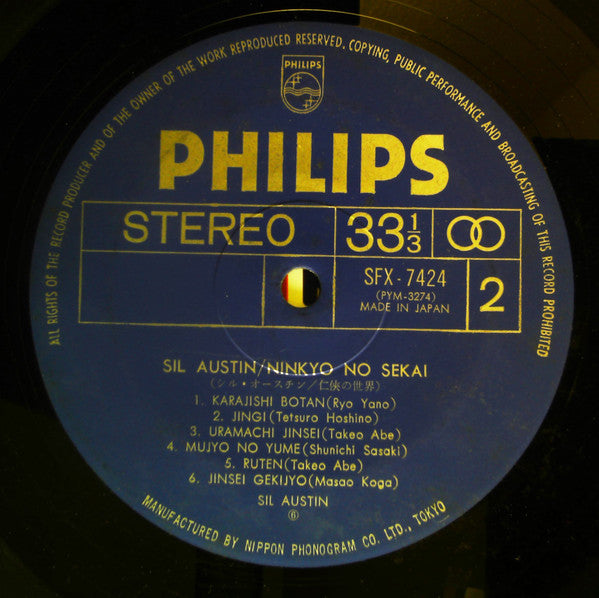 ALL RIGHTS OF THE RECORD PRODUCER AND OF THE OWNER OF THE WORK REPRODUCED RESERVED. COPYING, PUBLIC PERFORMANCE AND BROADCASTING OF THIS RECORD PROHIBITED
PHILIPS
PHILIPS
STEREO 33 1/3
SFX-7424
(PYM-3274)
MADE IN JAPAN
2
SIL AUSTIN/NINKYO NO SEKAI
(シル・オースチン/仁侠の世界)
1. KARAJISHI BOTAN(Ryo Yano)
2. JINGI(Tetsuro Hoshino)
3. URAMACHI JINSEI(Takeo Abe)
4. MUJYO NO YUME(Shunichi Sasaki)
5. RUTEN(Takeo Abe)
6. JINSEI GEKIJYO(Masao Koga)
SIL AUSTIN
⑥
MANUFACTURED BY NIPPON PHONOGRAM CO. LTD., TOKYO